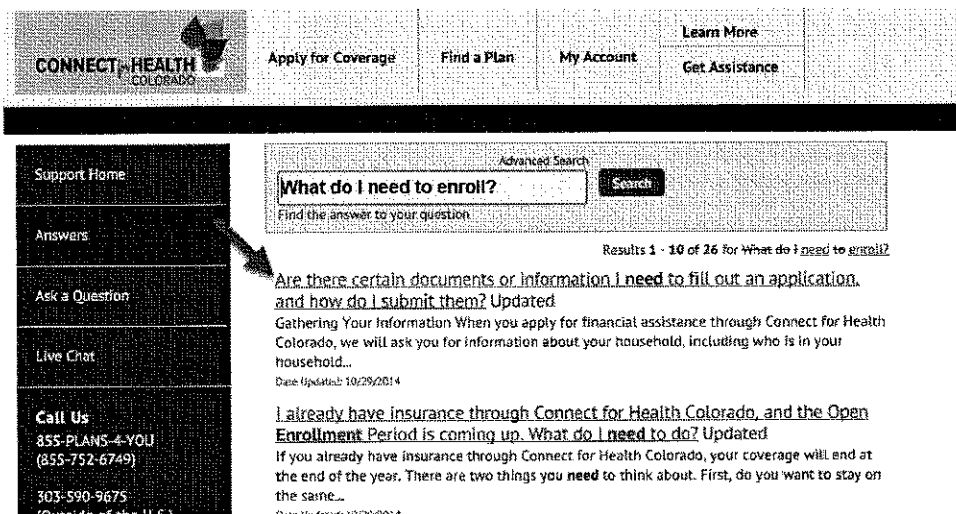 CONNECT for HEALTH
COLORADO
Apply for Coverage
Find a Plan
My Account
Learn More
Get Assistance
Support Home
Answers
Ask a Question
Live Chat
Call Us
855-PLANS-4-YOU
(855-752-6749)
303-590-9675
(Outside of the U.S.)
Advanced Search
What do I need to enroll?
Search
Find the answer to your question
Results 1 - 10 of 26 for What do I need to enroll?
Are there certain documents or information I need to fill out an application,
and how do I submit them? Updated
Gathering Your Information When you apply for financial assistance through Connect for Health
Colorado, we will ask you for information about your household, including who is in your
household...
Date Updated: 10/29/2014
I already have insurance through Connect for Health Colorado, and the Open
Enrollment Period is coming up. What do I need to do? Updated
If you already have insurance through Connect for Health Colorado, your coverage will end at
the end of the year. There are two things you need to think about. First, do you want to stay on
the same...